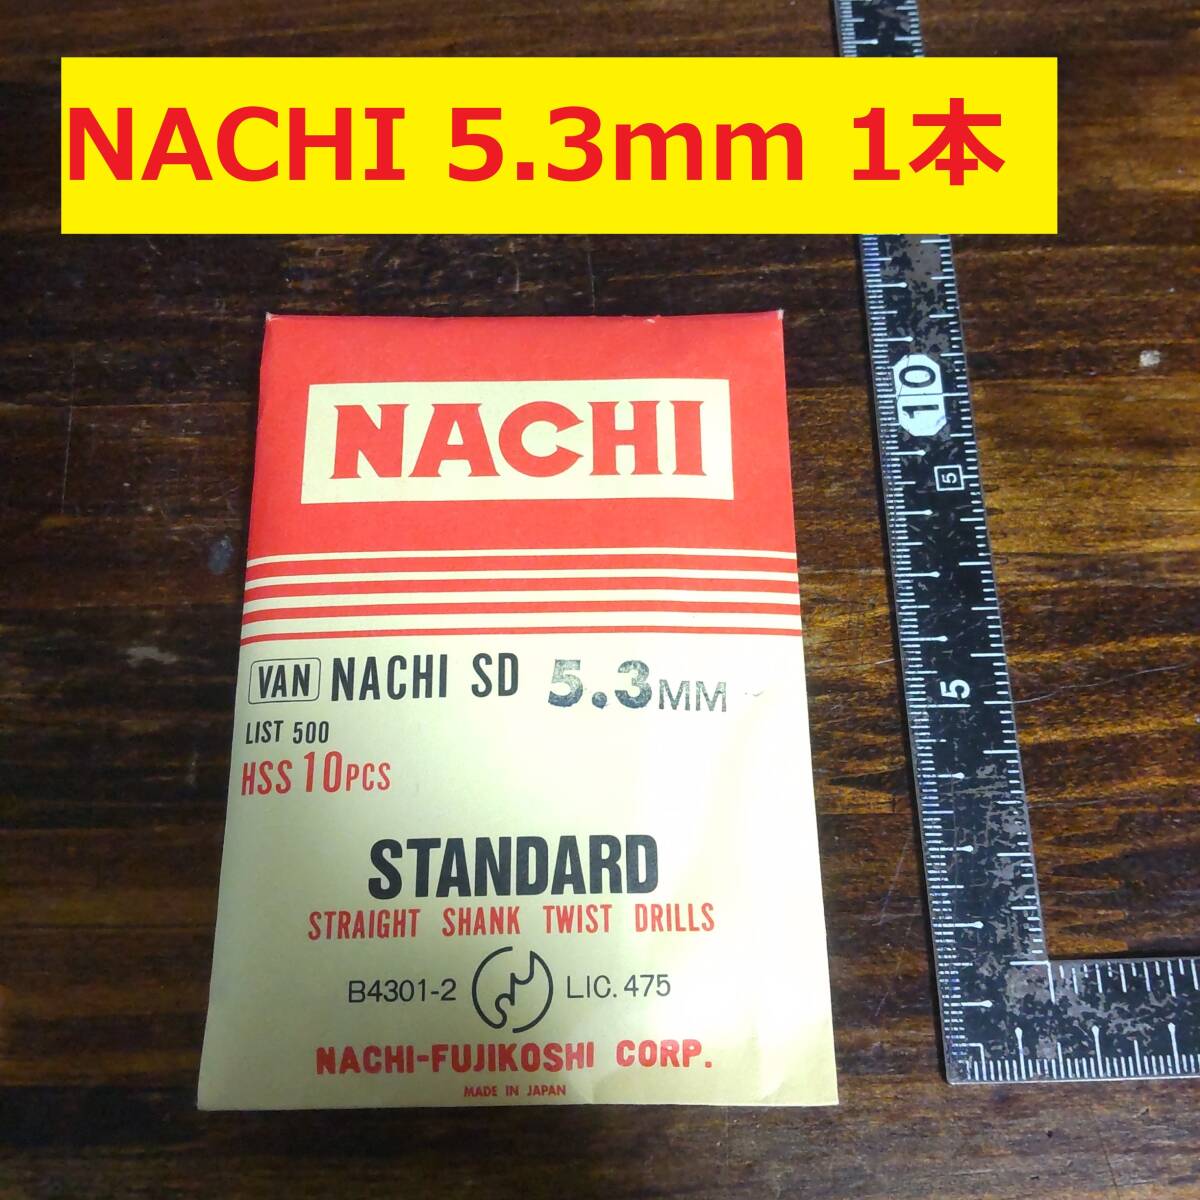 NACHI 5.3mm 1本
NACHI
VAN NACHI SD 5.3MM
LIST 500
HSS 10PCS
STANDARD
STRAIGHT SHANK TWIST DRILLS
B4301-2 LIC. 475
NACHI-FUJIKOSHI CORP.
MADE IN JAPAN
10
5
5